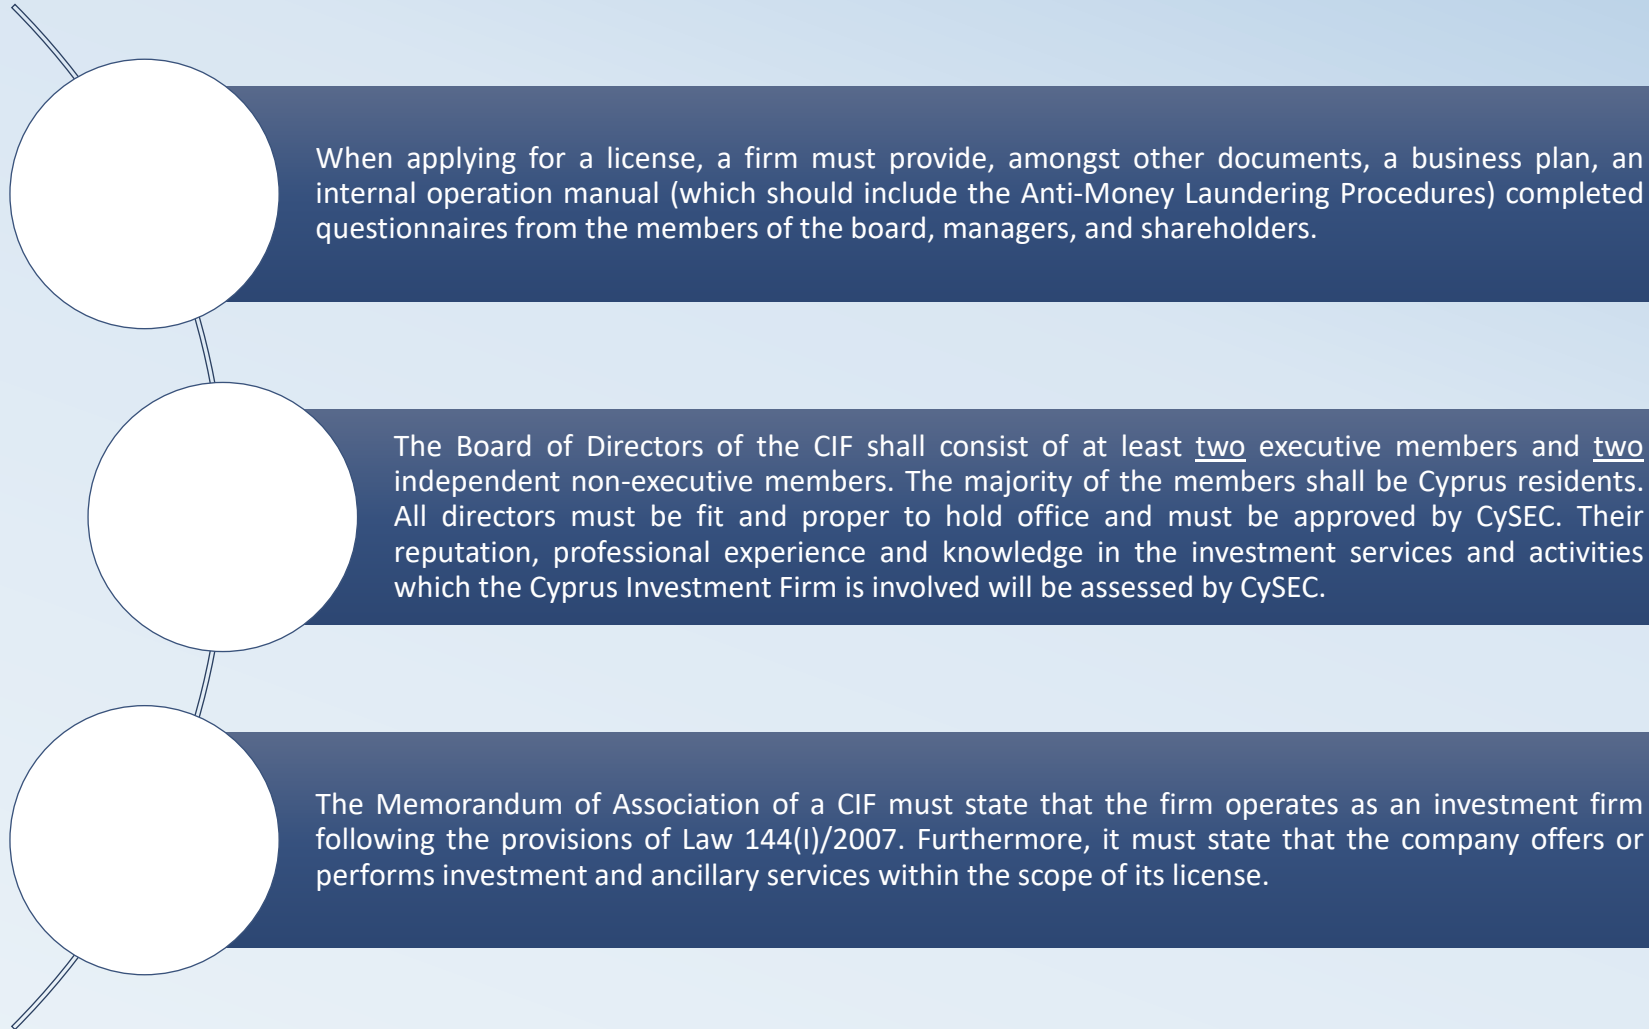 When applying for a license, a firm must provide, amongst other documents, a business plan, an
internal operation manual (which should include the Anti-Money Laundering Procedures) completed
questionnaires from the members of the board, managers, and shareholders.
The Board of Directors of the CIF shall consist of at least two executive members and two
independent non-executive members. The majority of the members shall be Cyprus residents.
All directors must be fit and proper to hold office and must be approved by CySEC. Their
reputation, professional experience and knowledge in the investment services and activities
which the Cyprus Investment Firm is involved will be assessed by CySEC.
The Memorandum of Association of a CIF must state that the firm operates as an investment firm
following the provisions of Law 144(I)/2007. Furthermore, it must state that the company offers or
performs investment and ancillary services within the scope of its license.